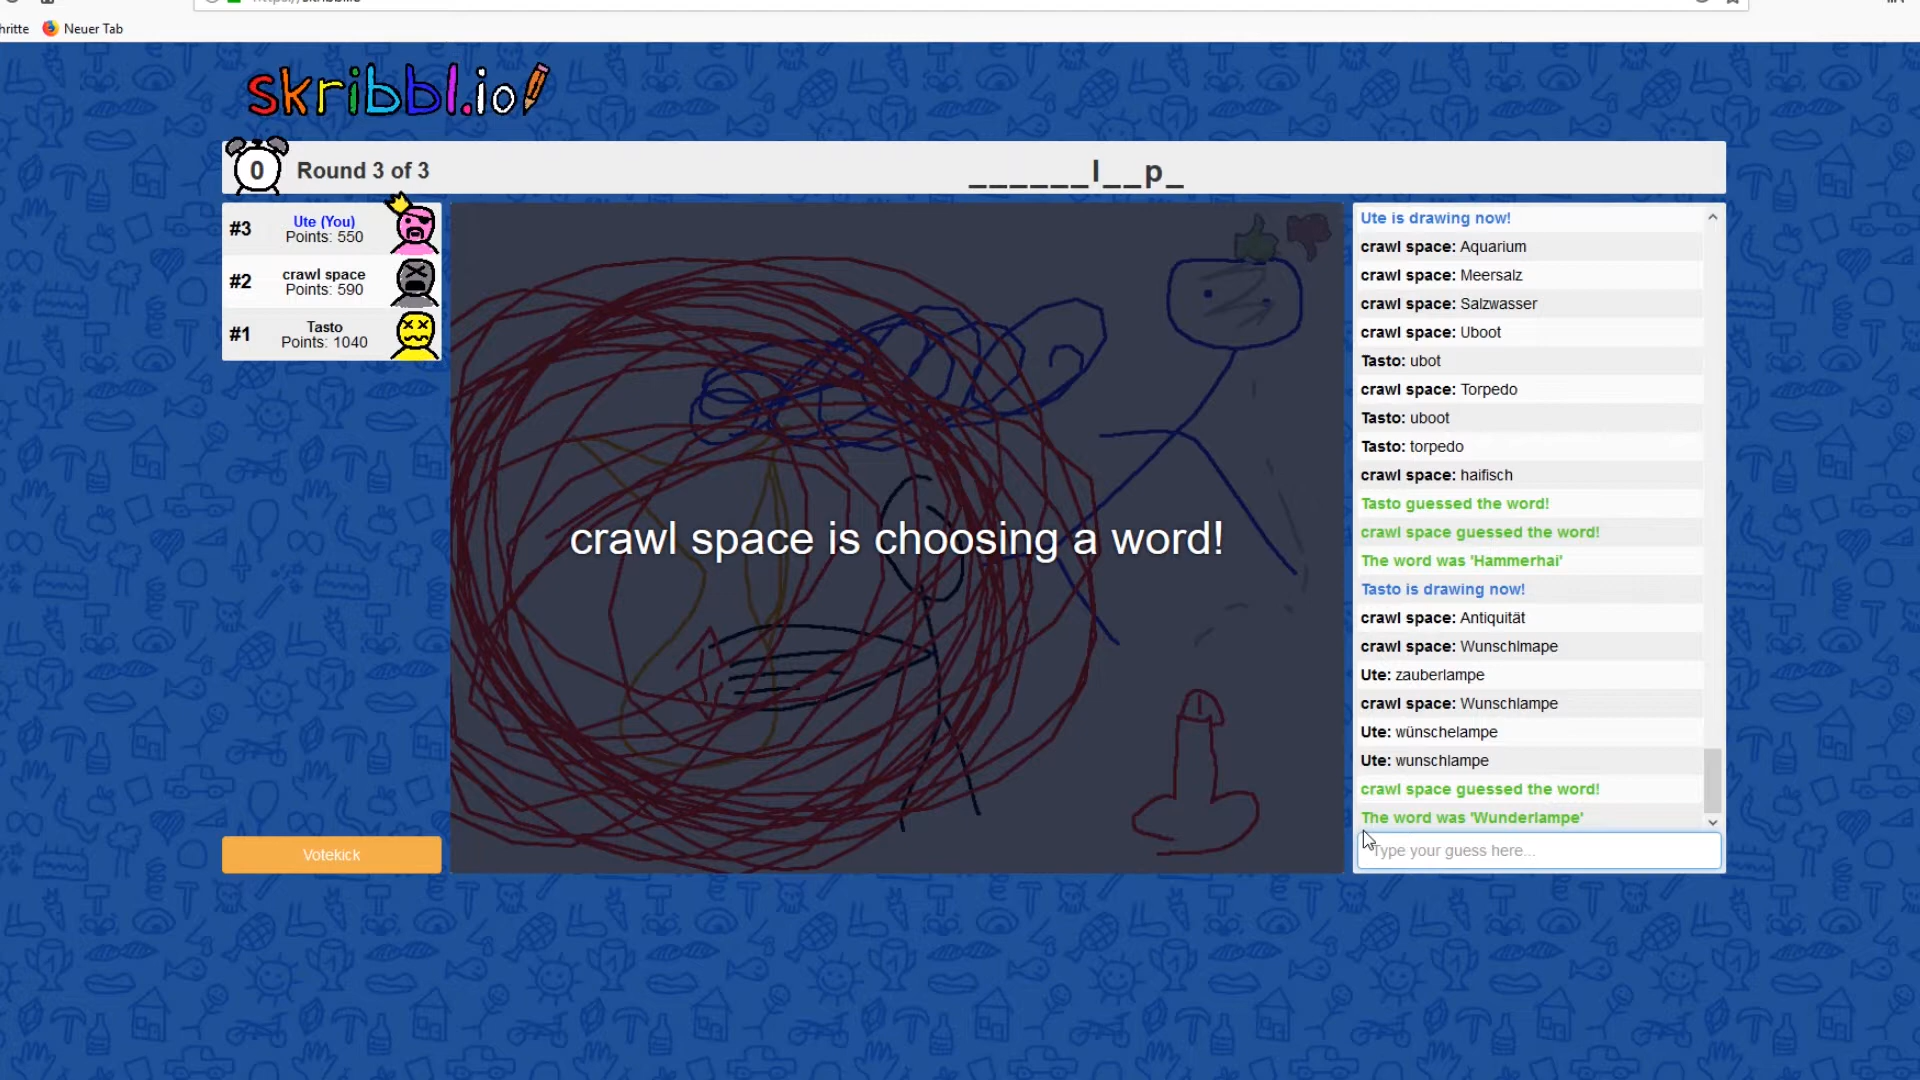 hritte Neuer Tab
skribbl.io
0 Round 3 of 3 ______l__p_
#3 Ute (You)
Points: 550
#2 crawl space
Points: 590
#1 Tasto
Points: 1040
Votekick
crawl space is choosing a word!
Ute is drawing now!
crawl space: Aquarium
crawl space: Meersalz
crawl space: Salzwasser
crawl space: Uboot
Tasto: ubot
crawl space: Torpedo
Tasto: uboot
Tasto: torpedo
crawl space: haifisch
Tasto guessed the word!
crawl space guessed the word!
The word was 'Hammerhai'
Tasto is drawing now!
crawl space: Antiquität
crawl space: Wunschlmape
Ute: zauberlampe
crawl space: Wunschlampe
Ute: wünschelampe
Ute: wunschlampe
crawl space guessed the word!
The word was 'Wunderlampe'
Type your guess here...